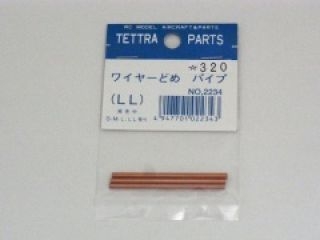 RC MODEL AIRCRAFT&PARTS
TETTRA PARTS
☆320
ワイヤーどめ パイプ
(LL)
NO.2234
4947701022343